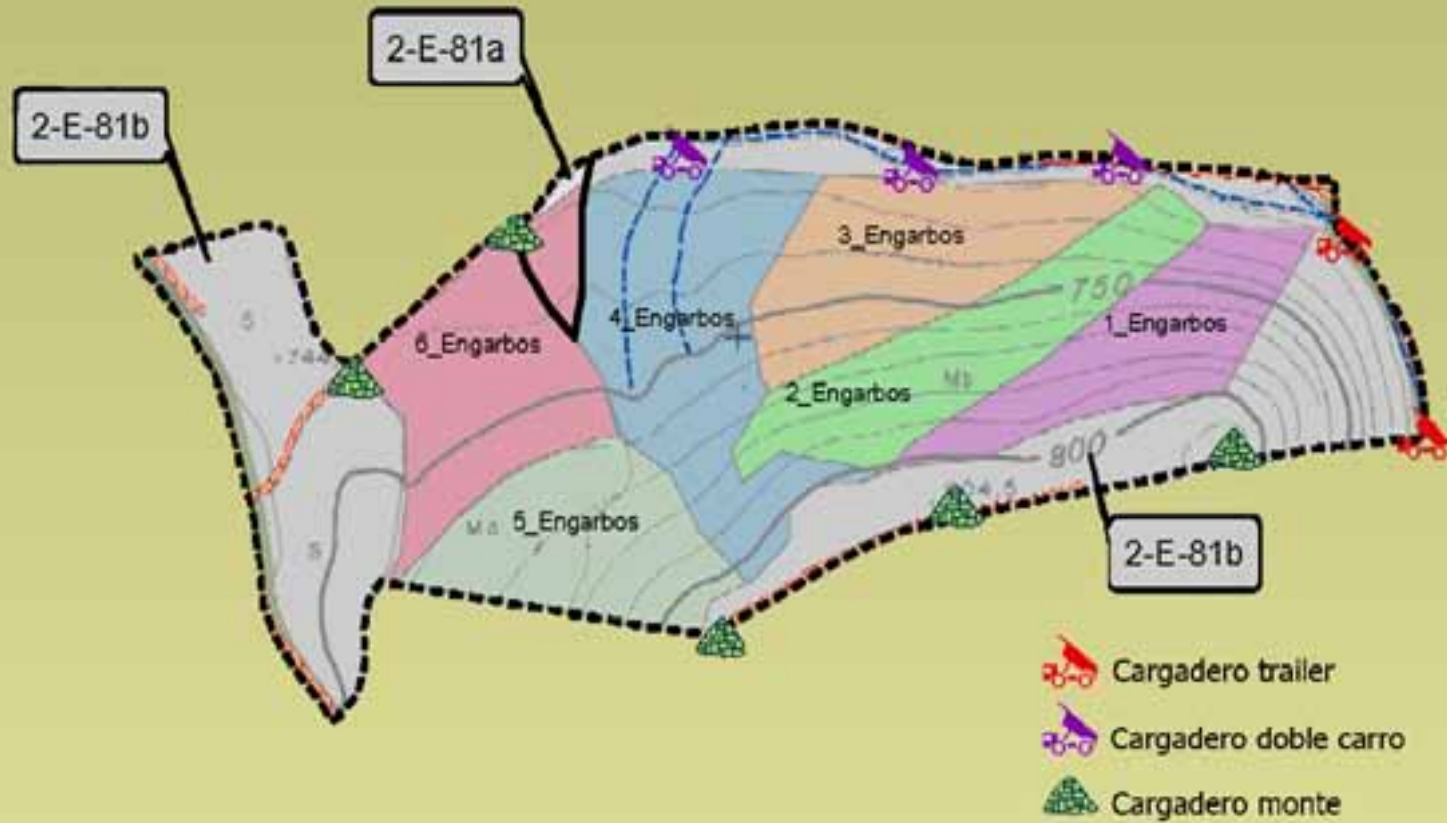 2-E-81a
2-E-81b
3_Engarbos
750
4_Engarbos
1_Engarbos
6_Engarbos
Mb
2_Engarbos
800
S
5_Engarbos
2-E-81b
Cargadero trailer
Cargadero doble carro
Cargadero monte